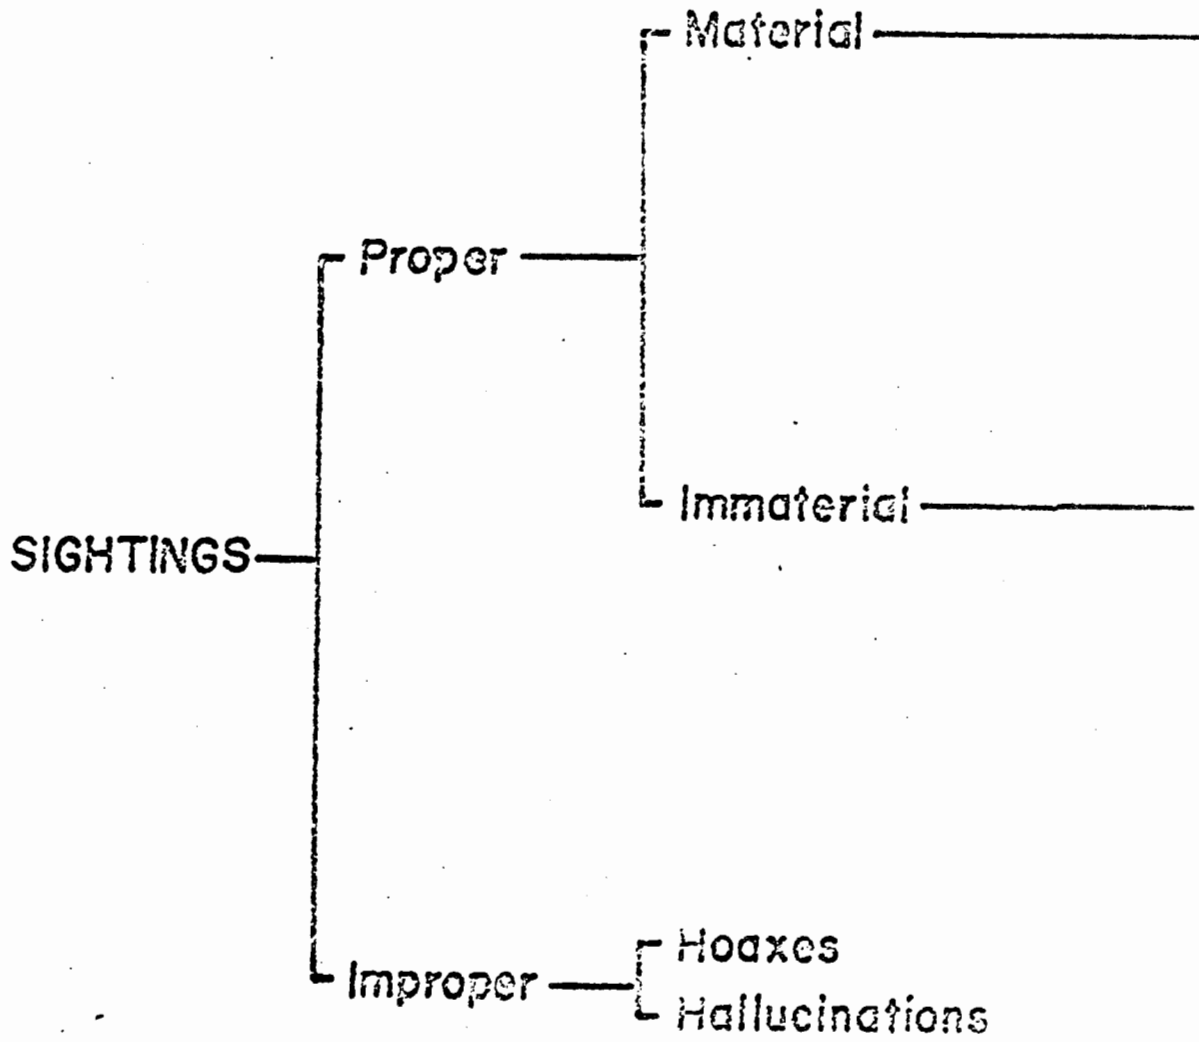 Material
Proper
Immaterial
SIGHTINGS
Hoaxes
Improper
Hallucinations